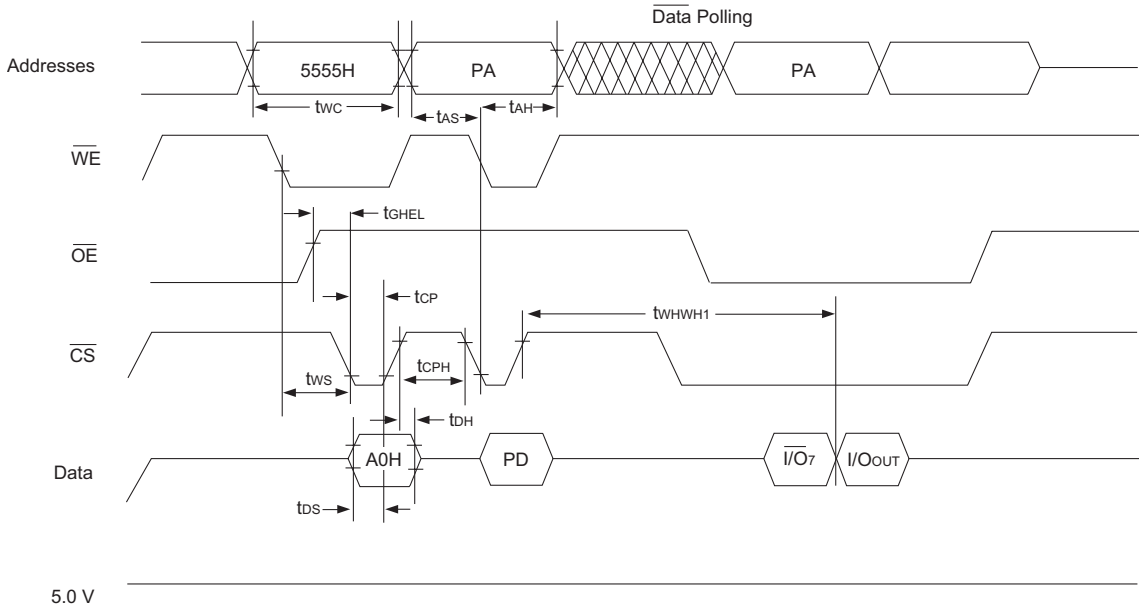 Data Polling
Addresses
5555H
PA
PA
tWC
tAS
tAH
WE
tGHEL
OE
tCP
tWHWH1
CS
tWS
tCPH
tDH
Data
A0H
PD
I/O7
I/OOUT
tDS
5.0 V